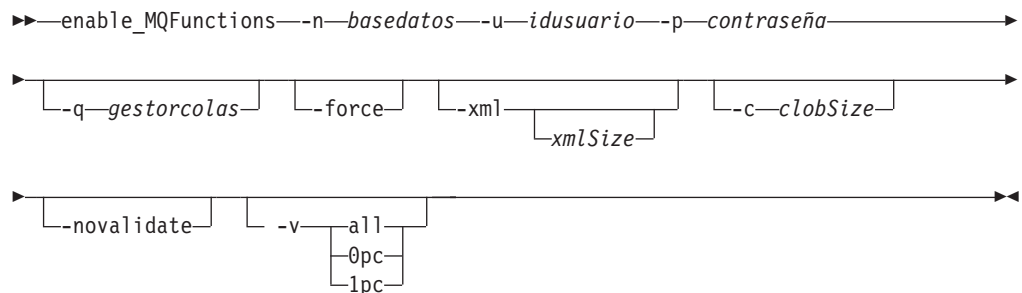 enable_MQFunctions -n basedatos -u idusuario -p contraseña
-q gestorcolas -force -xml -c clobSize
xmlSize
-novalidate -v all
0pc
1pc